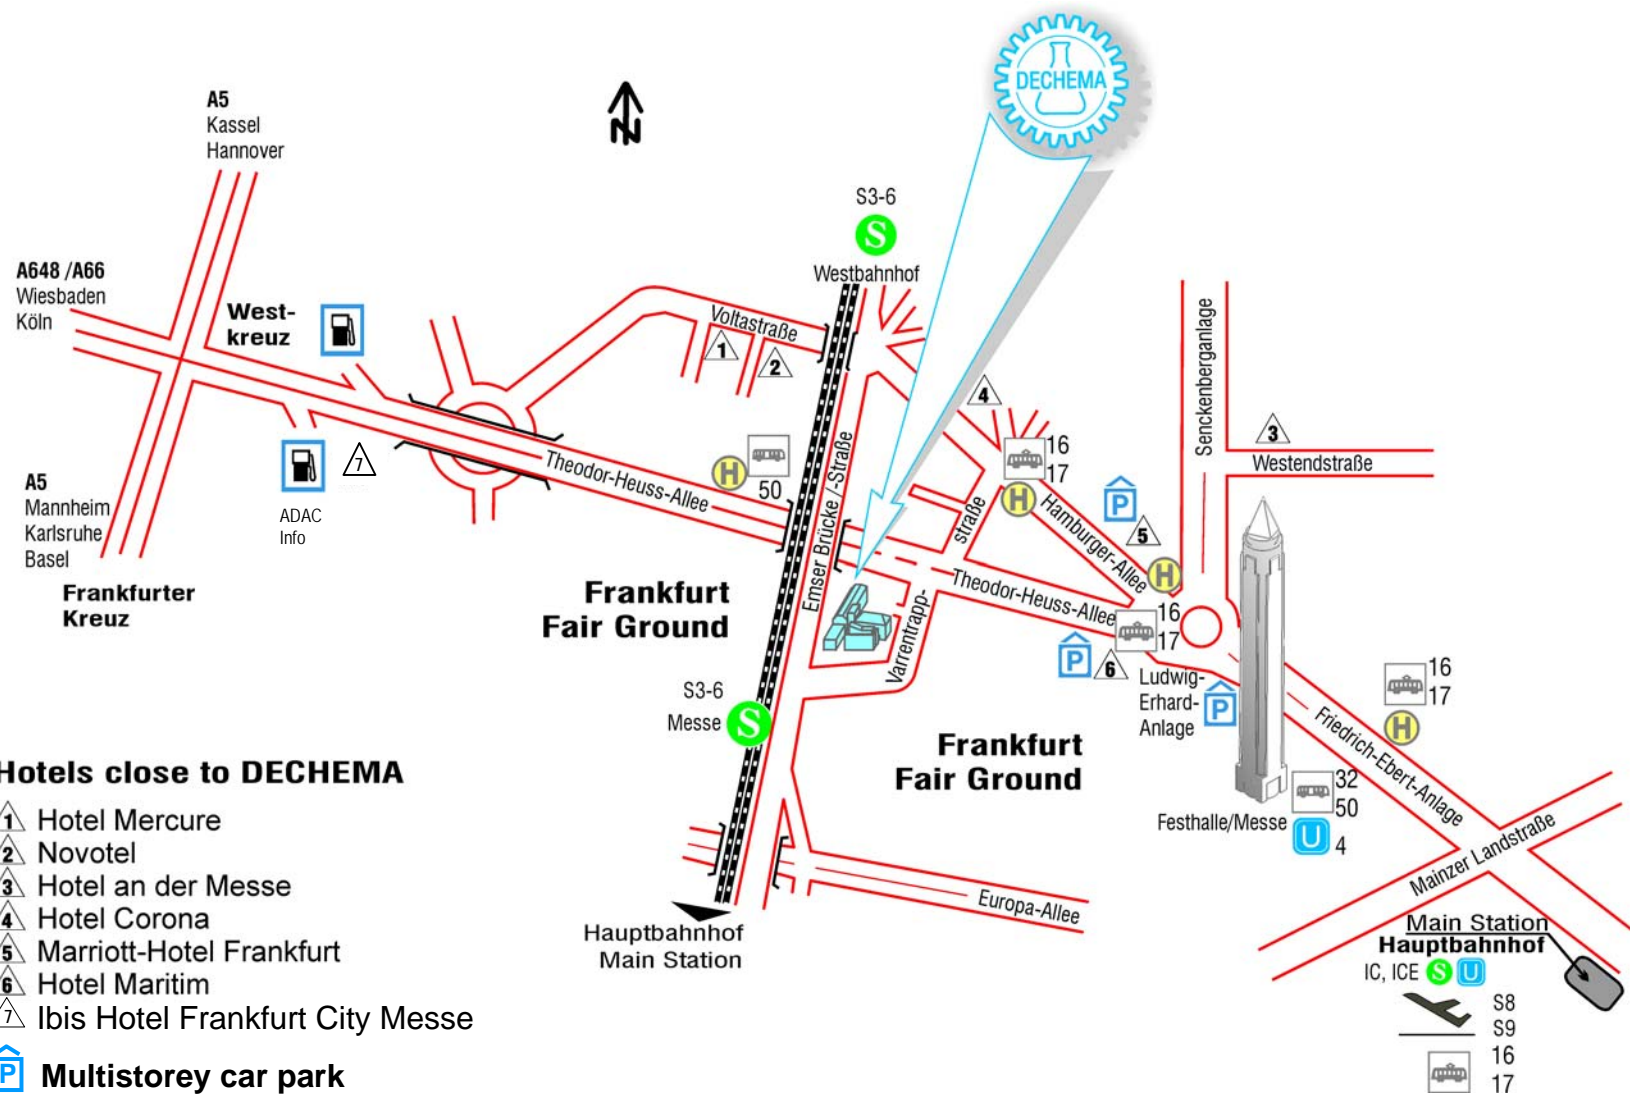 DECHEMA
A5
Kassel
Hannover
N
S3-6
S
Westbahnhof
A648 /A66
Wiesbaden
Köln
West-
kreuz
Voltastraße
1
2
Senckenberganlage
4
3
Westendstraße
16
17
H
50
H
7
Theodor-Heuss-Allee
Emser Brücke /-Straße
straße
Hamburger-Allee
P
5
H
A5
Mannheim
Karlsruhe
Basel
ADAC
Info
Frankfurter
Kreuz
Frankfurt
Fair Ground
Theodor-Heuss-Allee
Varrentrapp-
16
17
P
6
Ludwig-
Erhard-
Anlage
P
16
17
H
S3-6
Messe
S
Frankfurt
Fair Ground
Friedrich-Ebert-Anlage
32
50
Festhalle/Messe
U
4
Mainzer Landstraße
Europa-Allee
Hauptbahnhof
Main Station
Main Station
Hauptbahnhof
IC, ICE S U
S8
S9
16
17
Hotels close to DECHEMA
1 Hotel Mercure
2 Novotel
3 Hotel an der Messe
4 Hotel Corona
5 Marriott-Hotel Frankfurt
6 Hotel Maritim
7 Ibis Hotel Frankfurt City Messe
P Multistorey car park